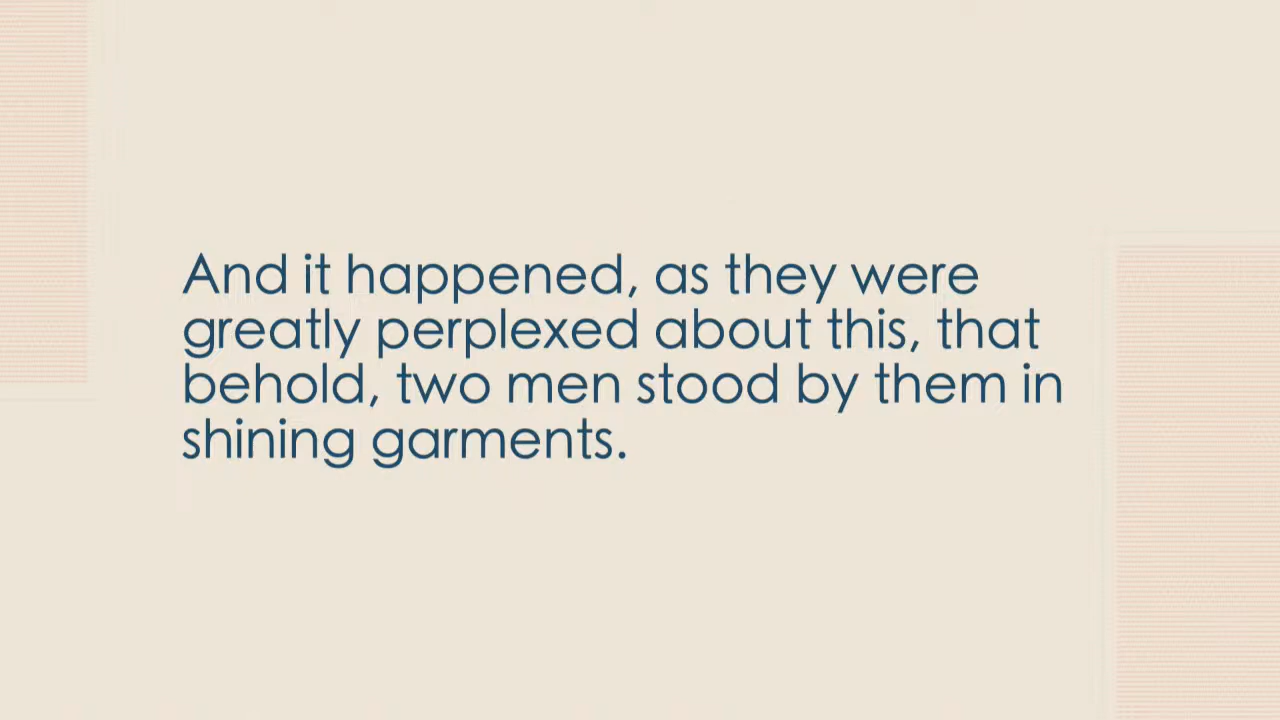 And it happened, as they were
greatly perplexed about this, that
behold, two men stood by them in
shining garments.